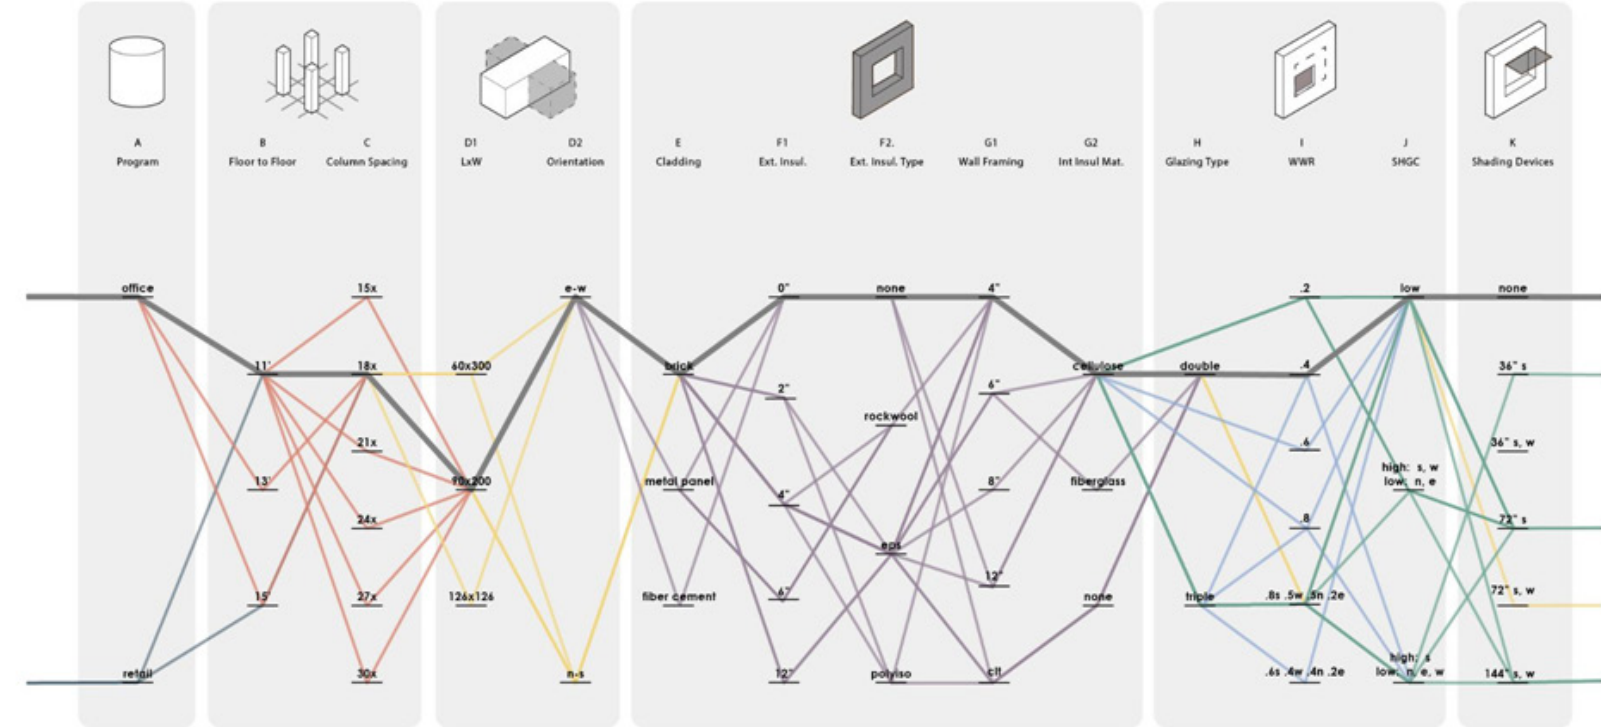 A B C D1 D2 E F1 F2. G1 G2 H I J K
Program Floor to Floor Column Spacing LxW Orientation Cladding Ext. Insul. Ext. Insul. Type Wall Framing Int Insul Mat. Glazing Type WWR SHGC Shading Devices
office 15x e-w 0" none 4" .2 low none
11' 18x 60x300 brick cellulose double .4 36" s
2" 6"
rockwool
21x .6 36" s, w
high: s, w
13' 90x200 metal panel 8" fiberglass low: n, e
4"
24x .8 72" s
eps
12"
15' 27x 126x126 fiber cement 6" none triple .8s .5w .5n .2e 72" s, w
high: s
retail 30x n-s 12" polyiso clt .6s .4w .4n .2e low: n, e, w 144" s, w